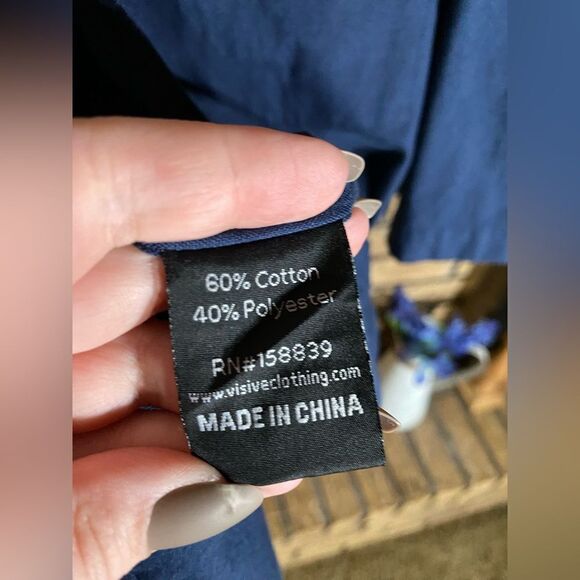 60% Cotton
40% Polyester
RN#158839
www.visiveclothing.com
MADE IN CHINA